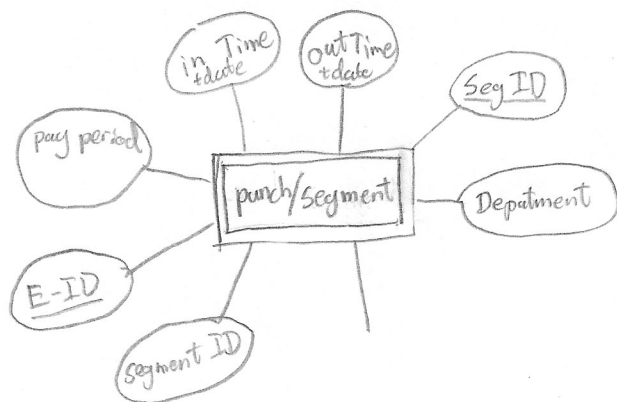 in Time
+date
out Time
+date
Seg ID
pay period
punch/segment
Depatment
E-ID
segment ID